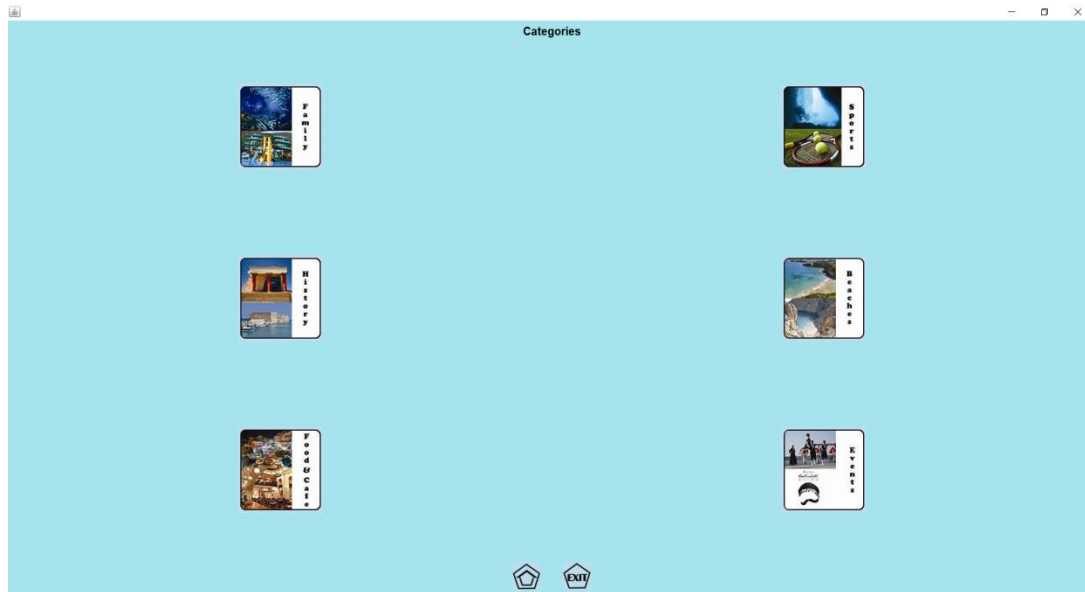 Categories
Family
Sports
History
Beaches
Food & Cafe
Events
EXIT